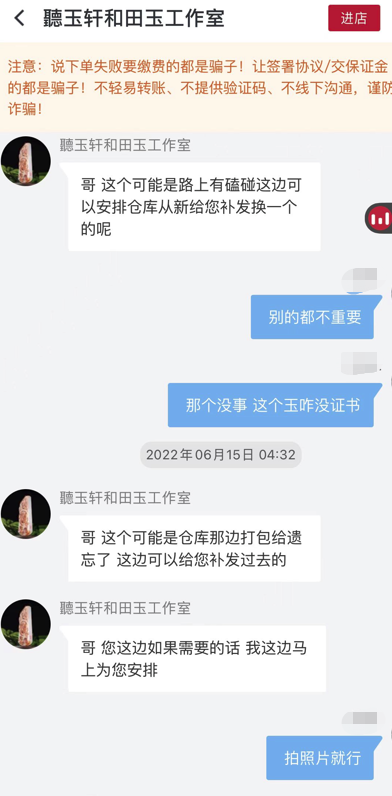 聽玉轩和田玉工作室
进店
注意：说下单失败要缴费的都是骗子！让签署协议/交保证金
的都是骗子！不轻易转账、不提供验证码、不线下沟通，谨防
诈骗！
聽玉轩和田玉工作室
哥 这个可能是路上有磕碰这边可
以安排仓库从新给您补发换一个
的呢
别的都不重要
那个没事 这个玉咋没证书
2022年06月15日 04:32
聽玉轩和田玉工作室
哥 这个可能是仓库那边打包给遗
忘了 这边可以给您补发过去的
聽玉轩和田玉工作室
哥 您这边如果需要的话 我这边马
上为您安排
拍照片就行